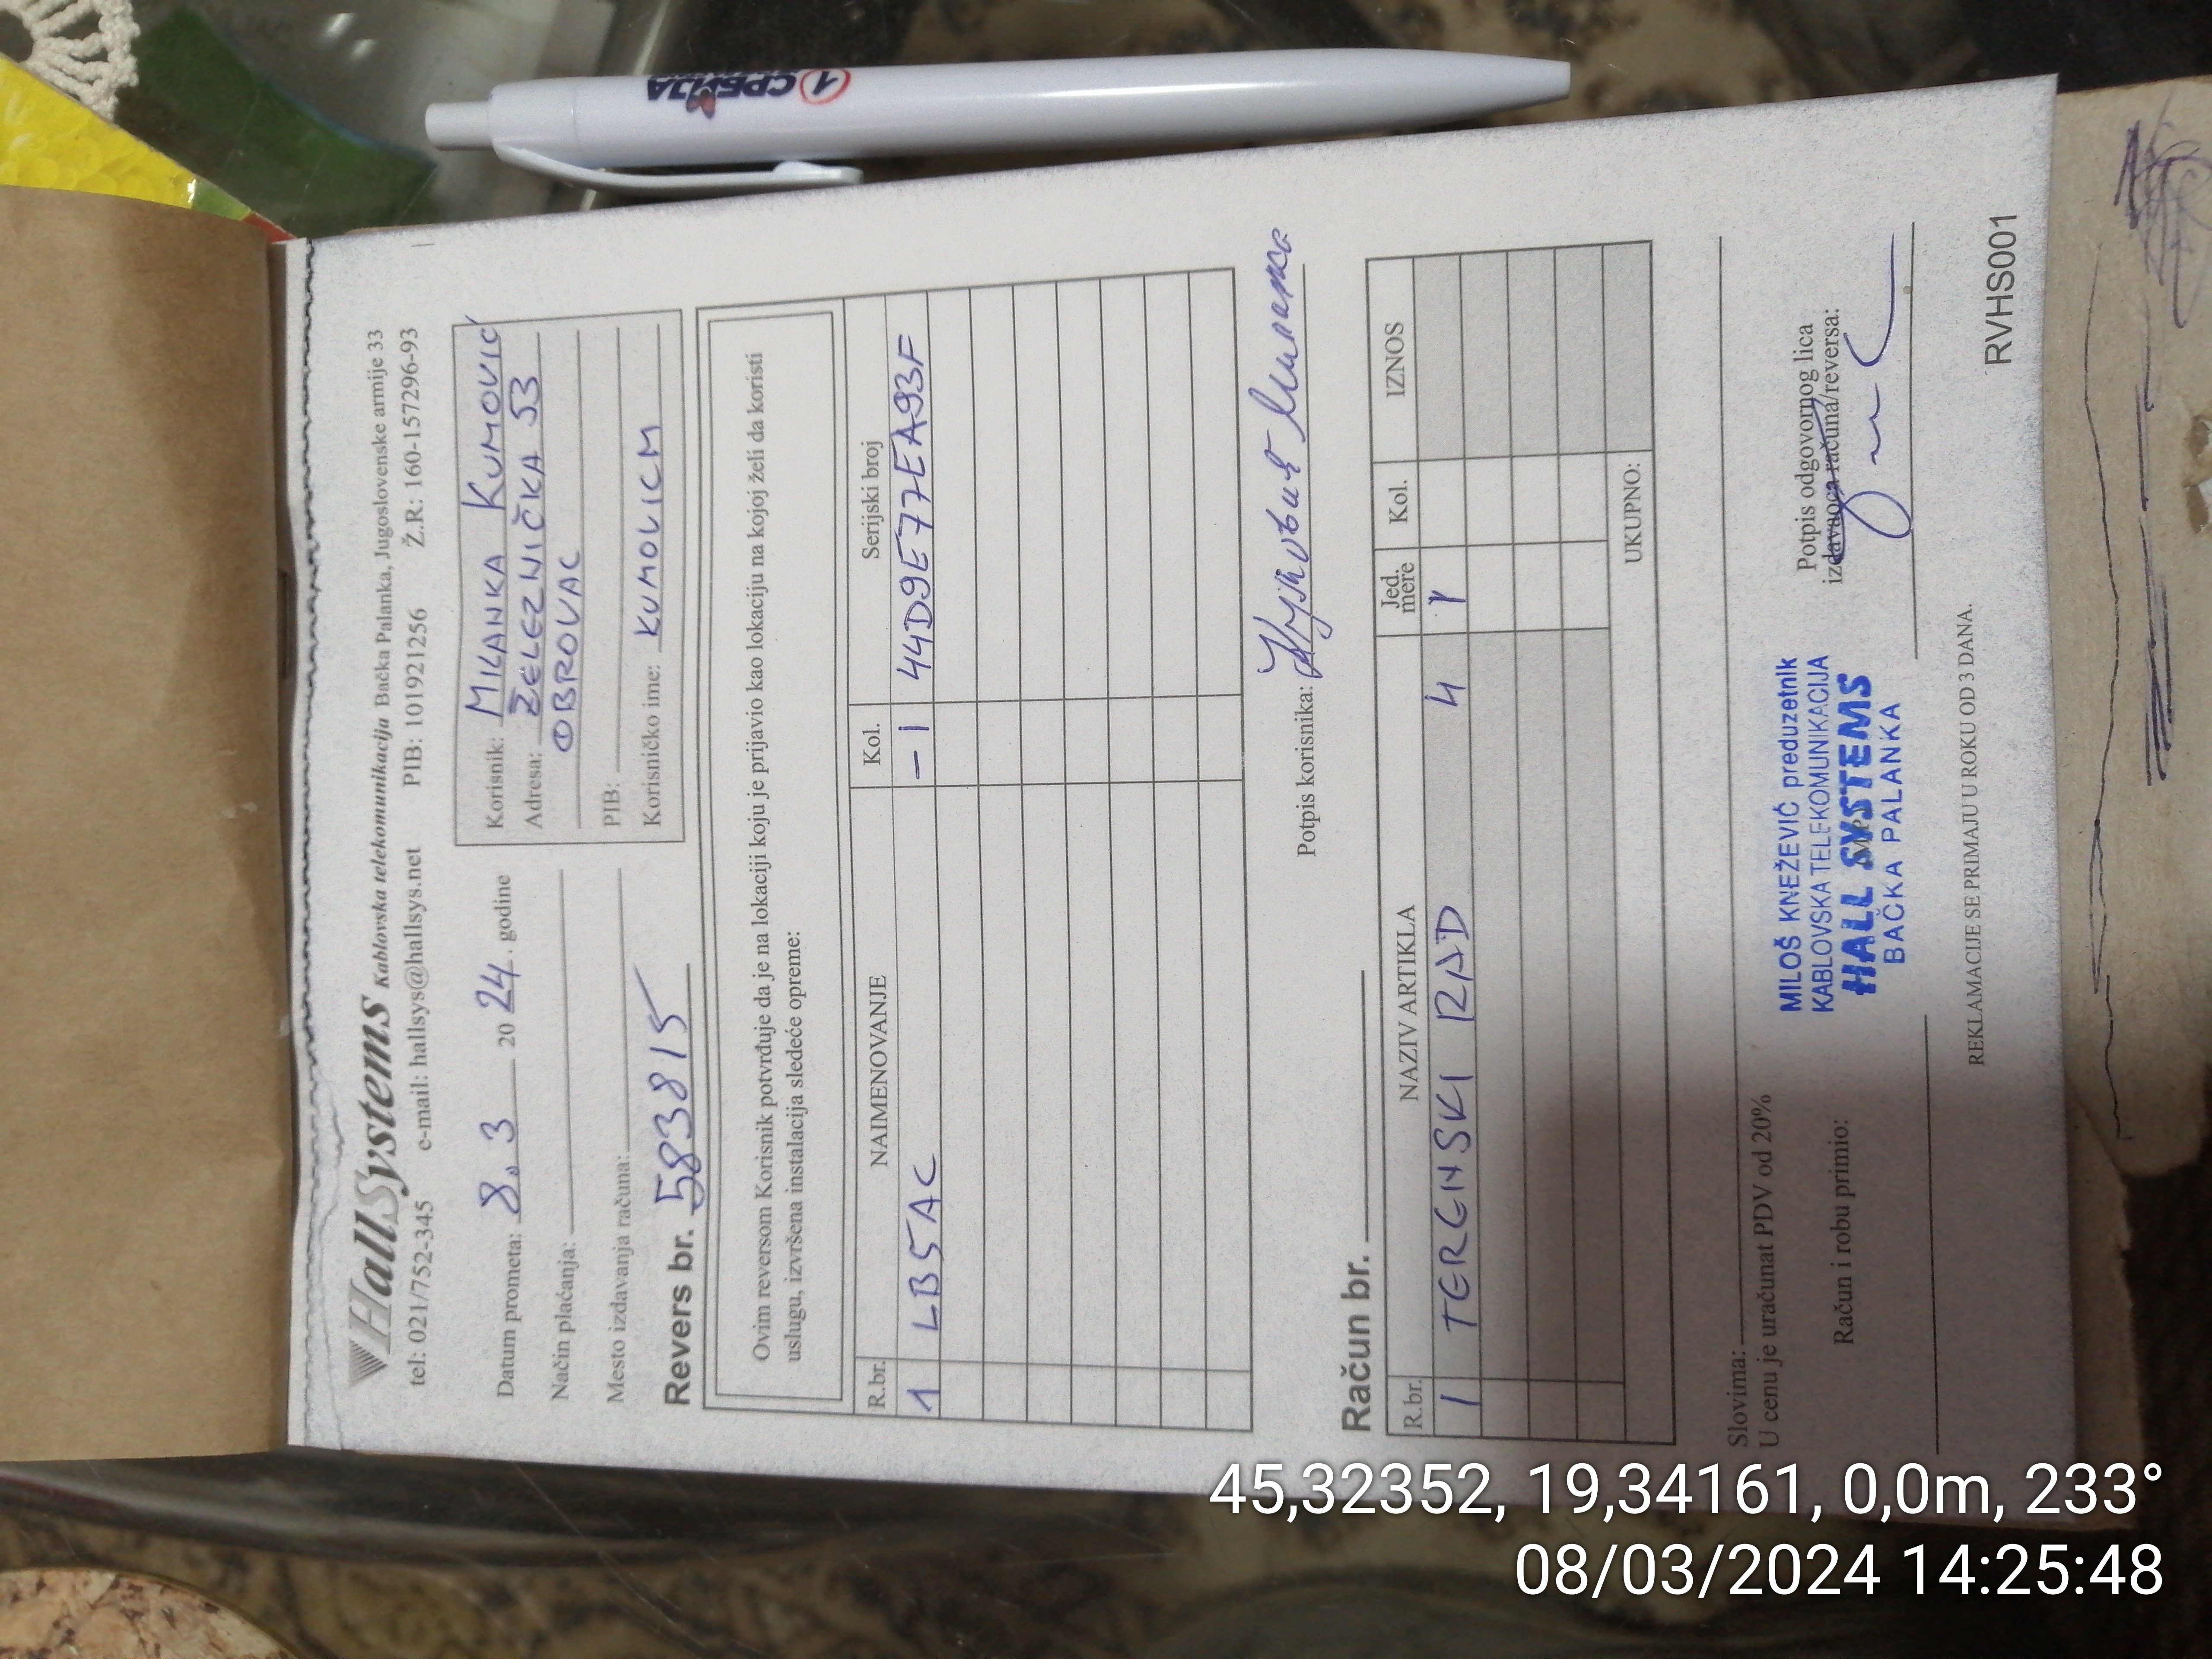 HallSystems Kablovska telekomunikacija Bačka Palanka, Jugoslovenske armije 33
tel: 021/752-345 e-mail: hallsys@hallsys.net PIB: 101921256 Ž.R.: 160-157296-93
Datum prometa: 8.3 2024. godine
Način plaćanja:
Mesto izdavanja računa:
Korisnik: MILANKA KUMOVIĆ
Adresa: ŽELEZNIČKA 53
OBROVAC
PIB:
Korisničko ime: KUMOVICM
Revers br. 583815
Ovim reversom Korisnik potvrđuje da je na lokaciji koju je prijavio kao lokaciju na kojoj želi da koristi
uslugu, izvršena instalacija sledeće opreme:
R.br. NAIMENOVANJE Kol. Serijski broj
1 LB5AC -1 44D9E77EA93F
Potpis korisnika: Кумовић Миланка
Račun br.
R.br. NAZIV ARTIKLA Jed. mere Kol. IZNOS
1 TERENSKI RAD 4
UKUPNO:
Slovima:
U cenu je uračunat PDV od 20%
Račun i robu primio:
MILOŠ KNEŽEVIĆ preduzetnik
KABLOVSKA TELEKOMUNIKACIJA
HALL SYSTEMS
BAČKA PALANKA
Potpis odgovornog lica
izdavaoca računa/reversa:
REKLAMACIJE SE PRIMAJU U ROKU OD 3 DANA.
RVHS001
1 СРБИЈА
45,32352, 19,34161, 0,0m, 233°
08/03/2024 14:25:48